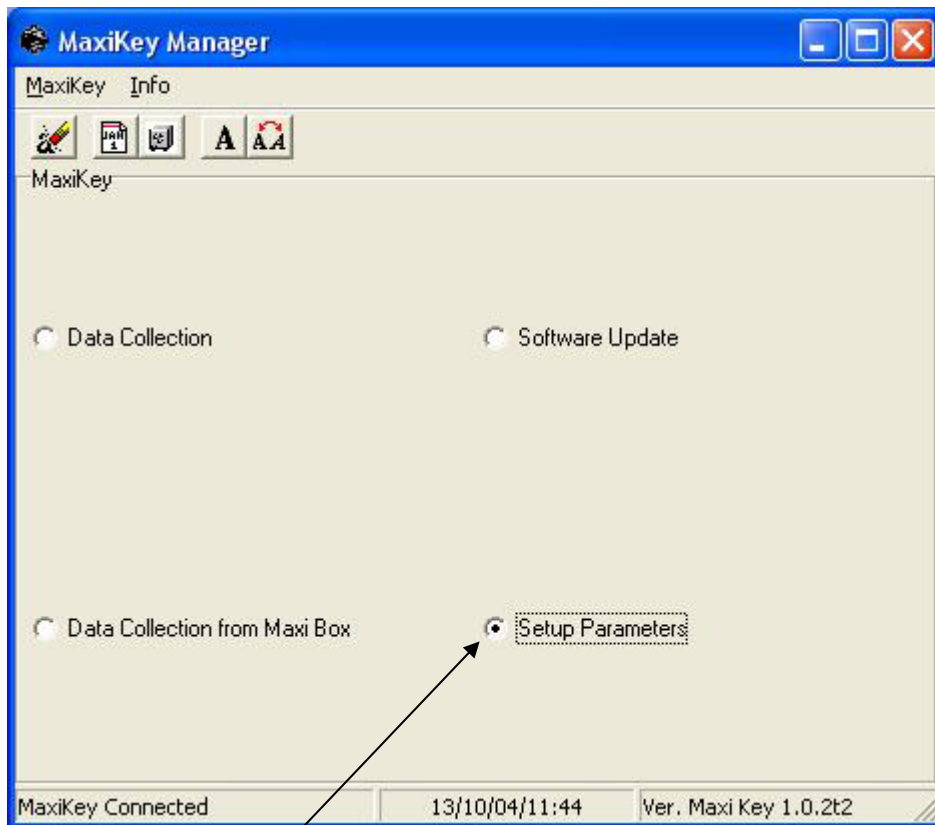 MaxiKey Manager
MaxiKey Info
A AA
MaxiKey
Data Collection Software Update
Data Collection from Maxi Box Setup Parameters
MaxiKey Connected 13/10/04/11:44 Ver. Maxi Key 1.0.2t2